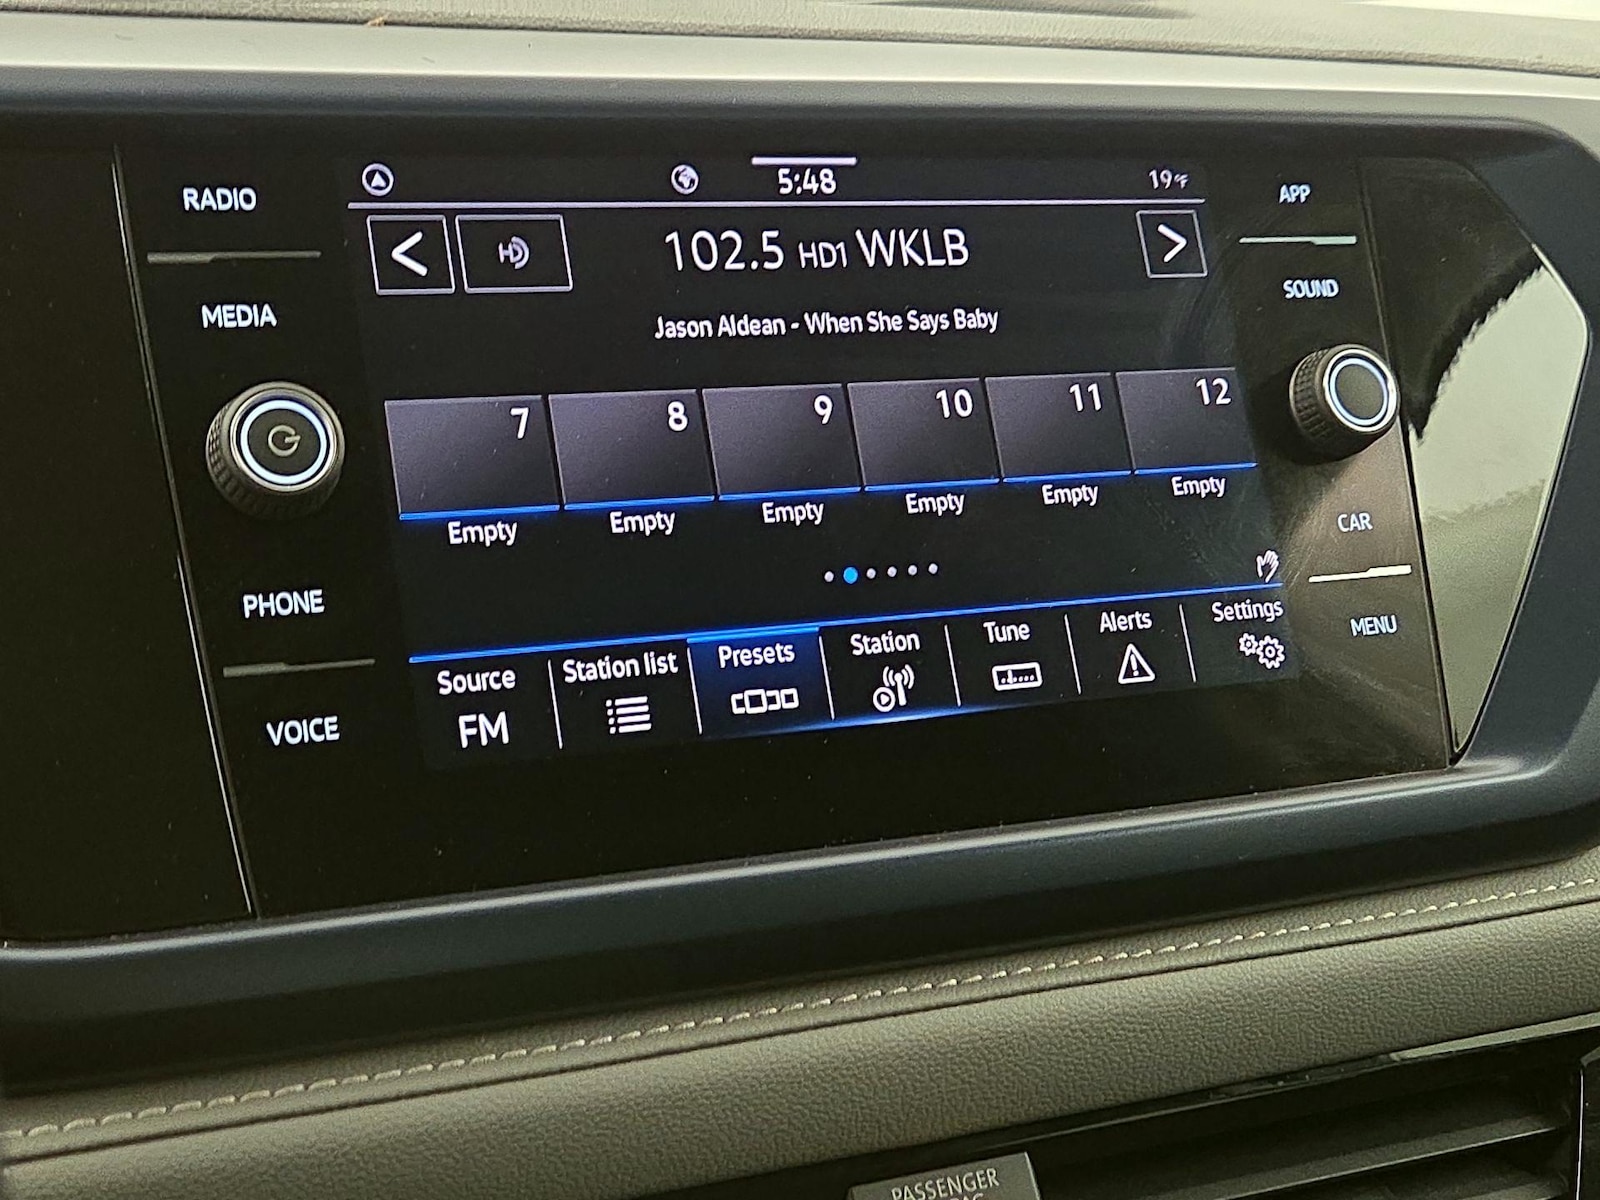 RADIO
MEDIA
PHONE
VOICE
5:48
19°F
HD
102.5 HD1 WKLB
Jason Aldean - When She Says Baby
7 8 9 10 11 12
Empty Empty Empty Empty Empty Empty
Source Station list Presets Station Tune Alerts Settings
FM
APP
SOUND
CAR
MENU
PASSENGER